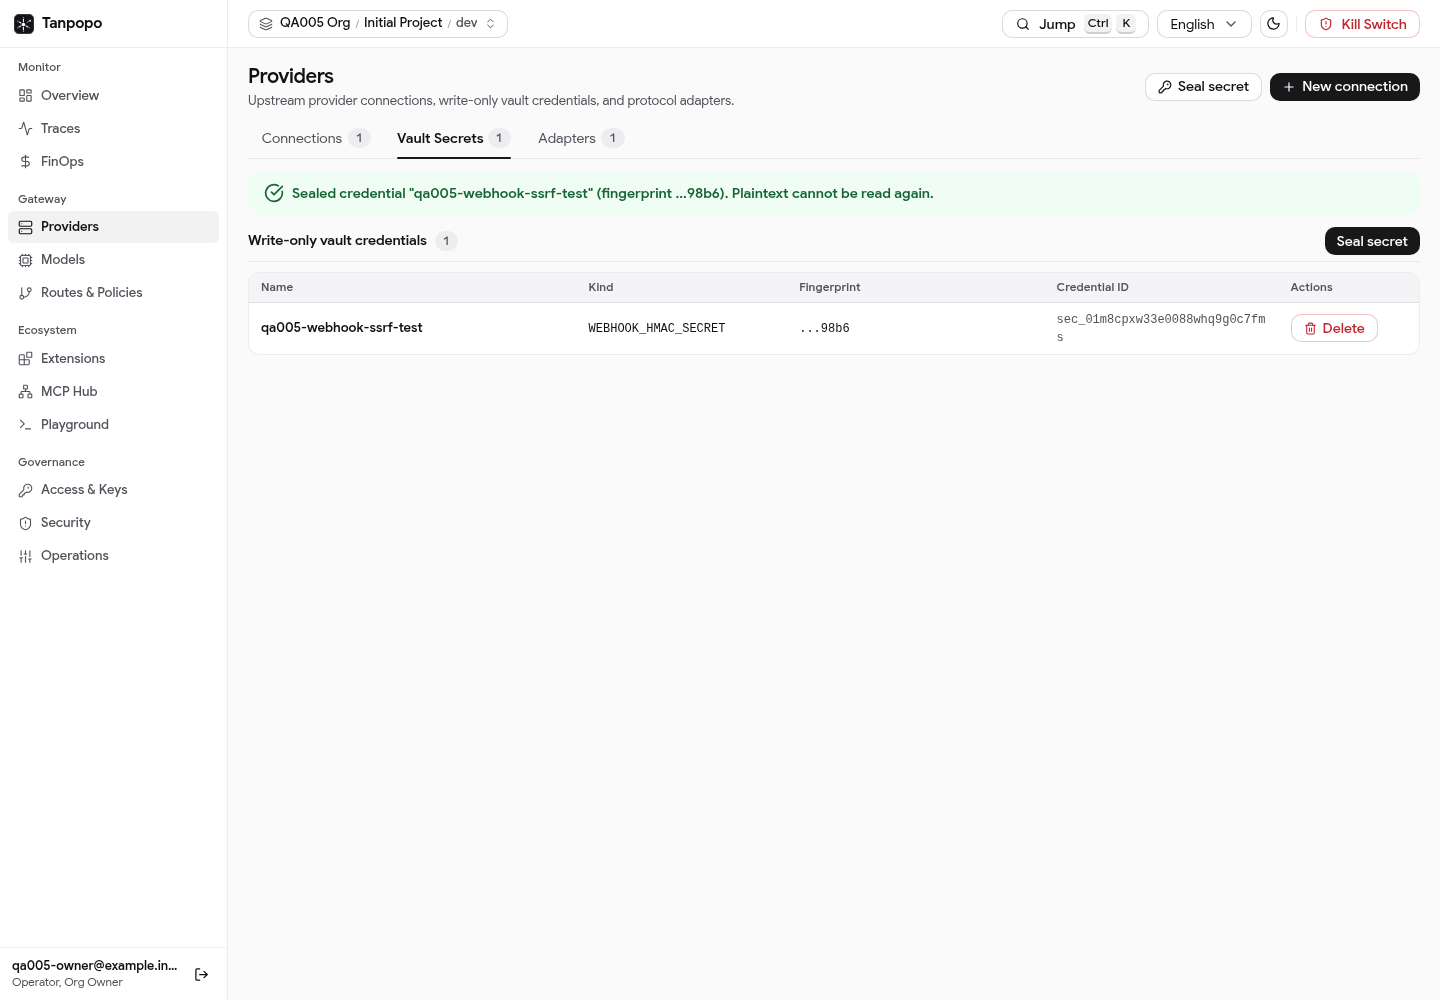 Tanpopo
QA005 Org / Initial Project / dev
Jump Ctrl K
English
Kill Switch
Monitor
Overview
Traces
FinOps
Gateway
Providers
Models
Routes & Policies
Ecosystem
Extensions
MCP Hub
Playground
Governance
Access & Keys
Security
Operations
qa005-owner@example.in...
Operator, Org Owner
Providers
Upstream provider connections, write-only vault credentials, and protocol adapters.
Seal secret
New connection
Connections 1
Vault Secrets 1
Adapters 1
Sealed credential "qa005-webhook-ssrf-test" (fingerprint ...98b6). Plaintext cannot be read again.
Write-only vault credentials 1
Seal secret
Name Kind Fingerprint Credential ID Actions
qa005-webhook-ssrf-test WEBHOOK_HMAC_SECRET ...98b6 sec_01m8cpxw33e0088whq9g0c7fm
s
Delete